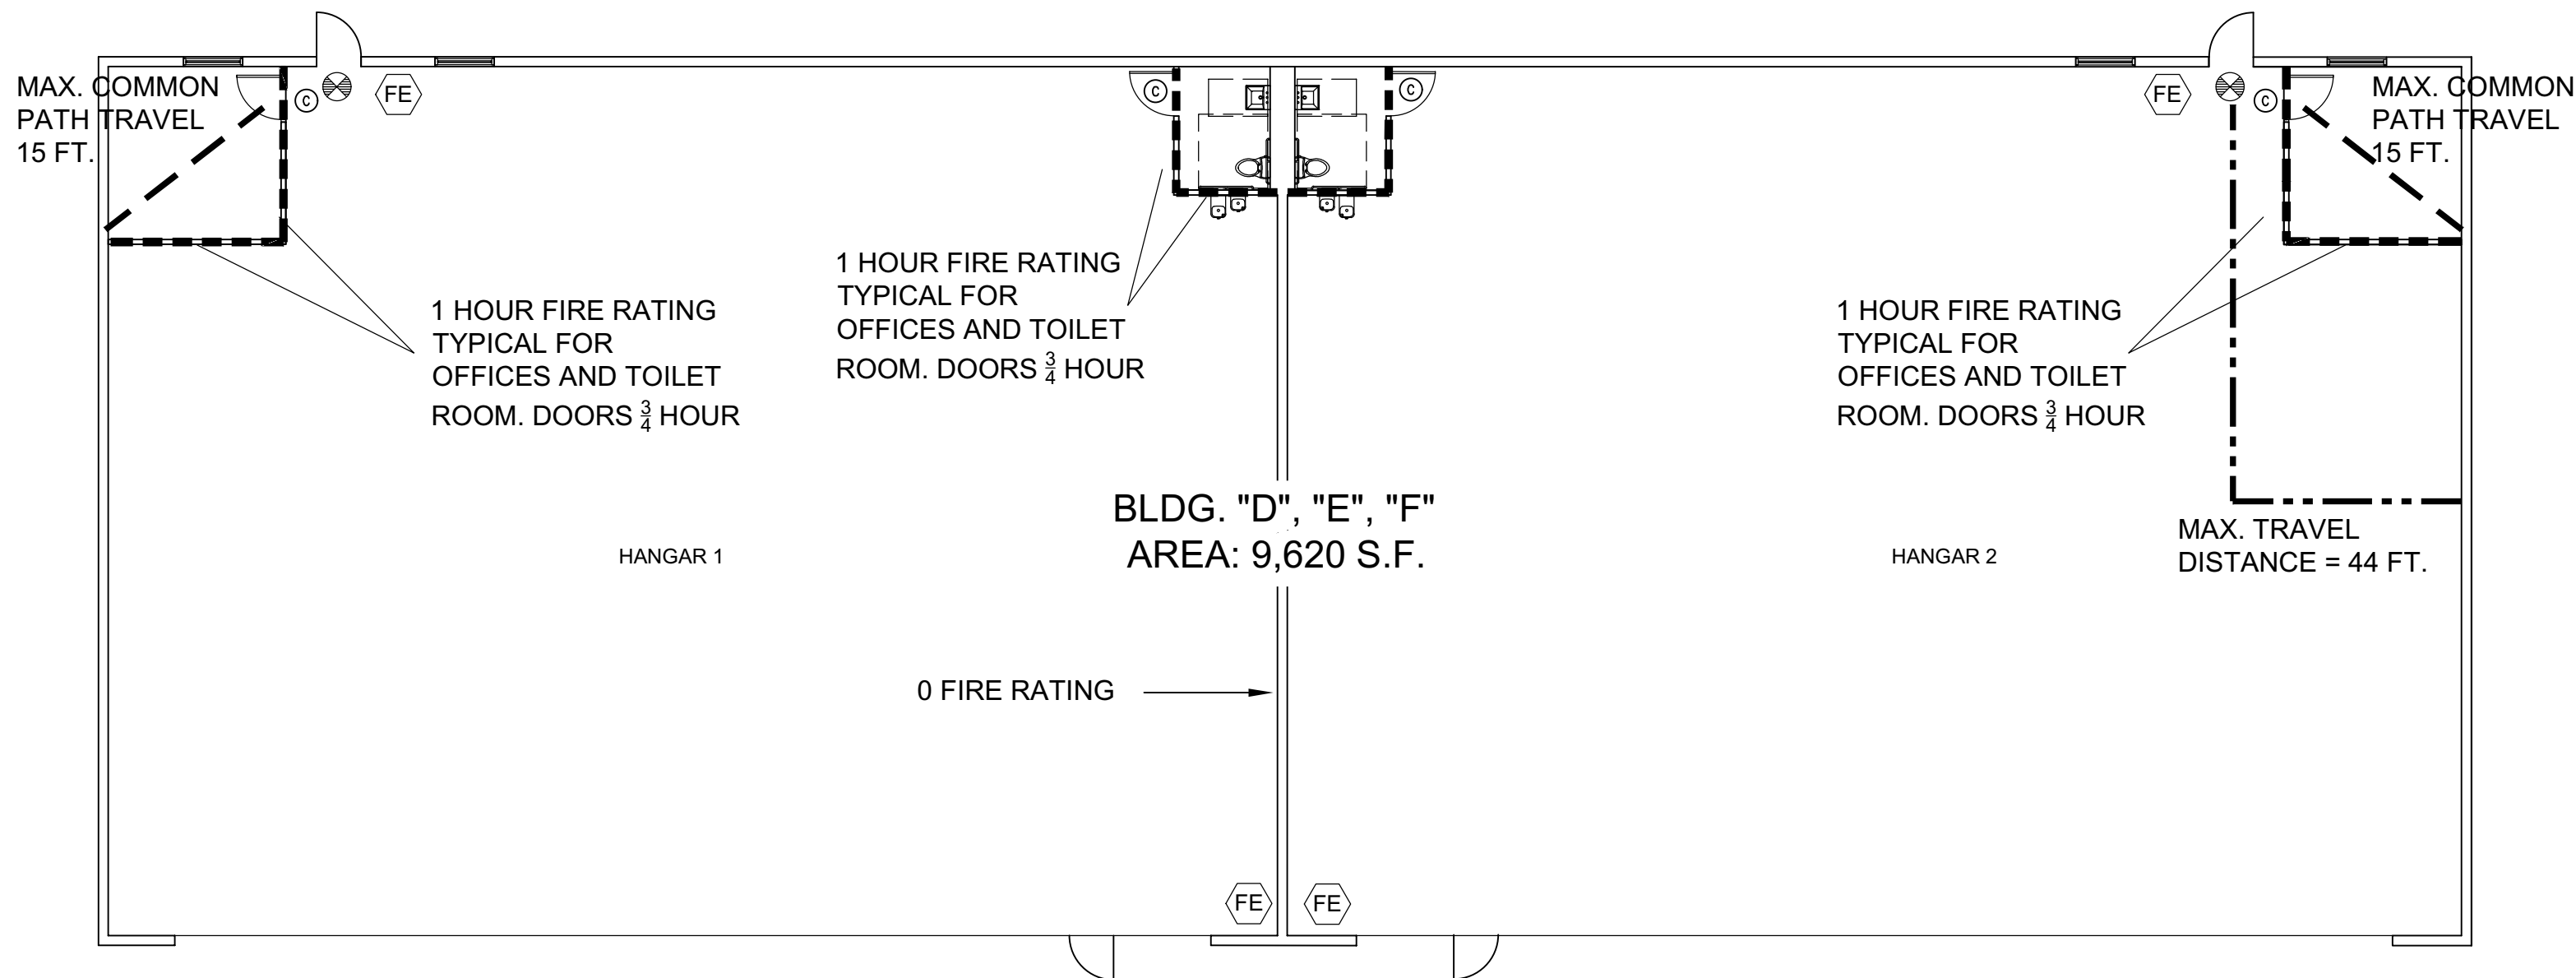 MAX. COMMON
PATH TRAVEL
15 FT.
C
FE
C
C
FE
C
MAX. COMMON
PATH TRAVEL
15 FT.
1 HOUR FIRE RATING
TYPICAL FOR
OFFICES AND TOILET
ROOM. DOORS 3/4 HOUR
1 HOUR FIRE RATING
TYPICAL FOR
OFFICES AND TOILET
ROOM. DOORS 3/4 HOUR
1 HOUR FIRE RATING
TYPICAL FOR
OFFICES AND TOILET
ROOM. DOORS 3/4 HOUR
BLDG. "D", "E", "F"
AREA: 9,620 S.F.
HANGAR 1
HANGAR 2
MAX. TRAVEL
DISTANCE = 44 FT.
0 FIRE RATING
FE
FE